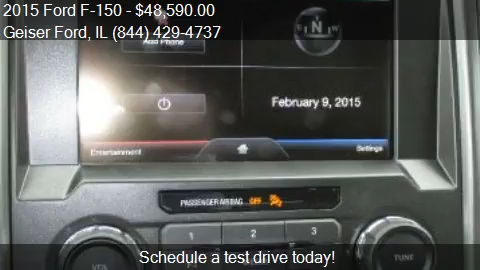 2015 Ford F-150 - $48,590.00
Geiser Ford, IL (844) 429-4737
Add Phone
N
February 9, 2015
Entertainment
Settings
PASSENGER AIRBAG OFF
1 2 3
VOL
TUNE
Schedule a test drive today!